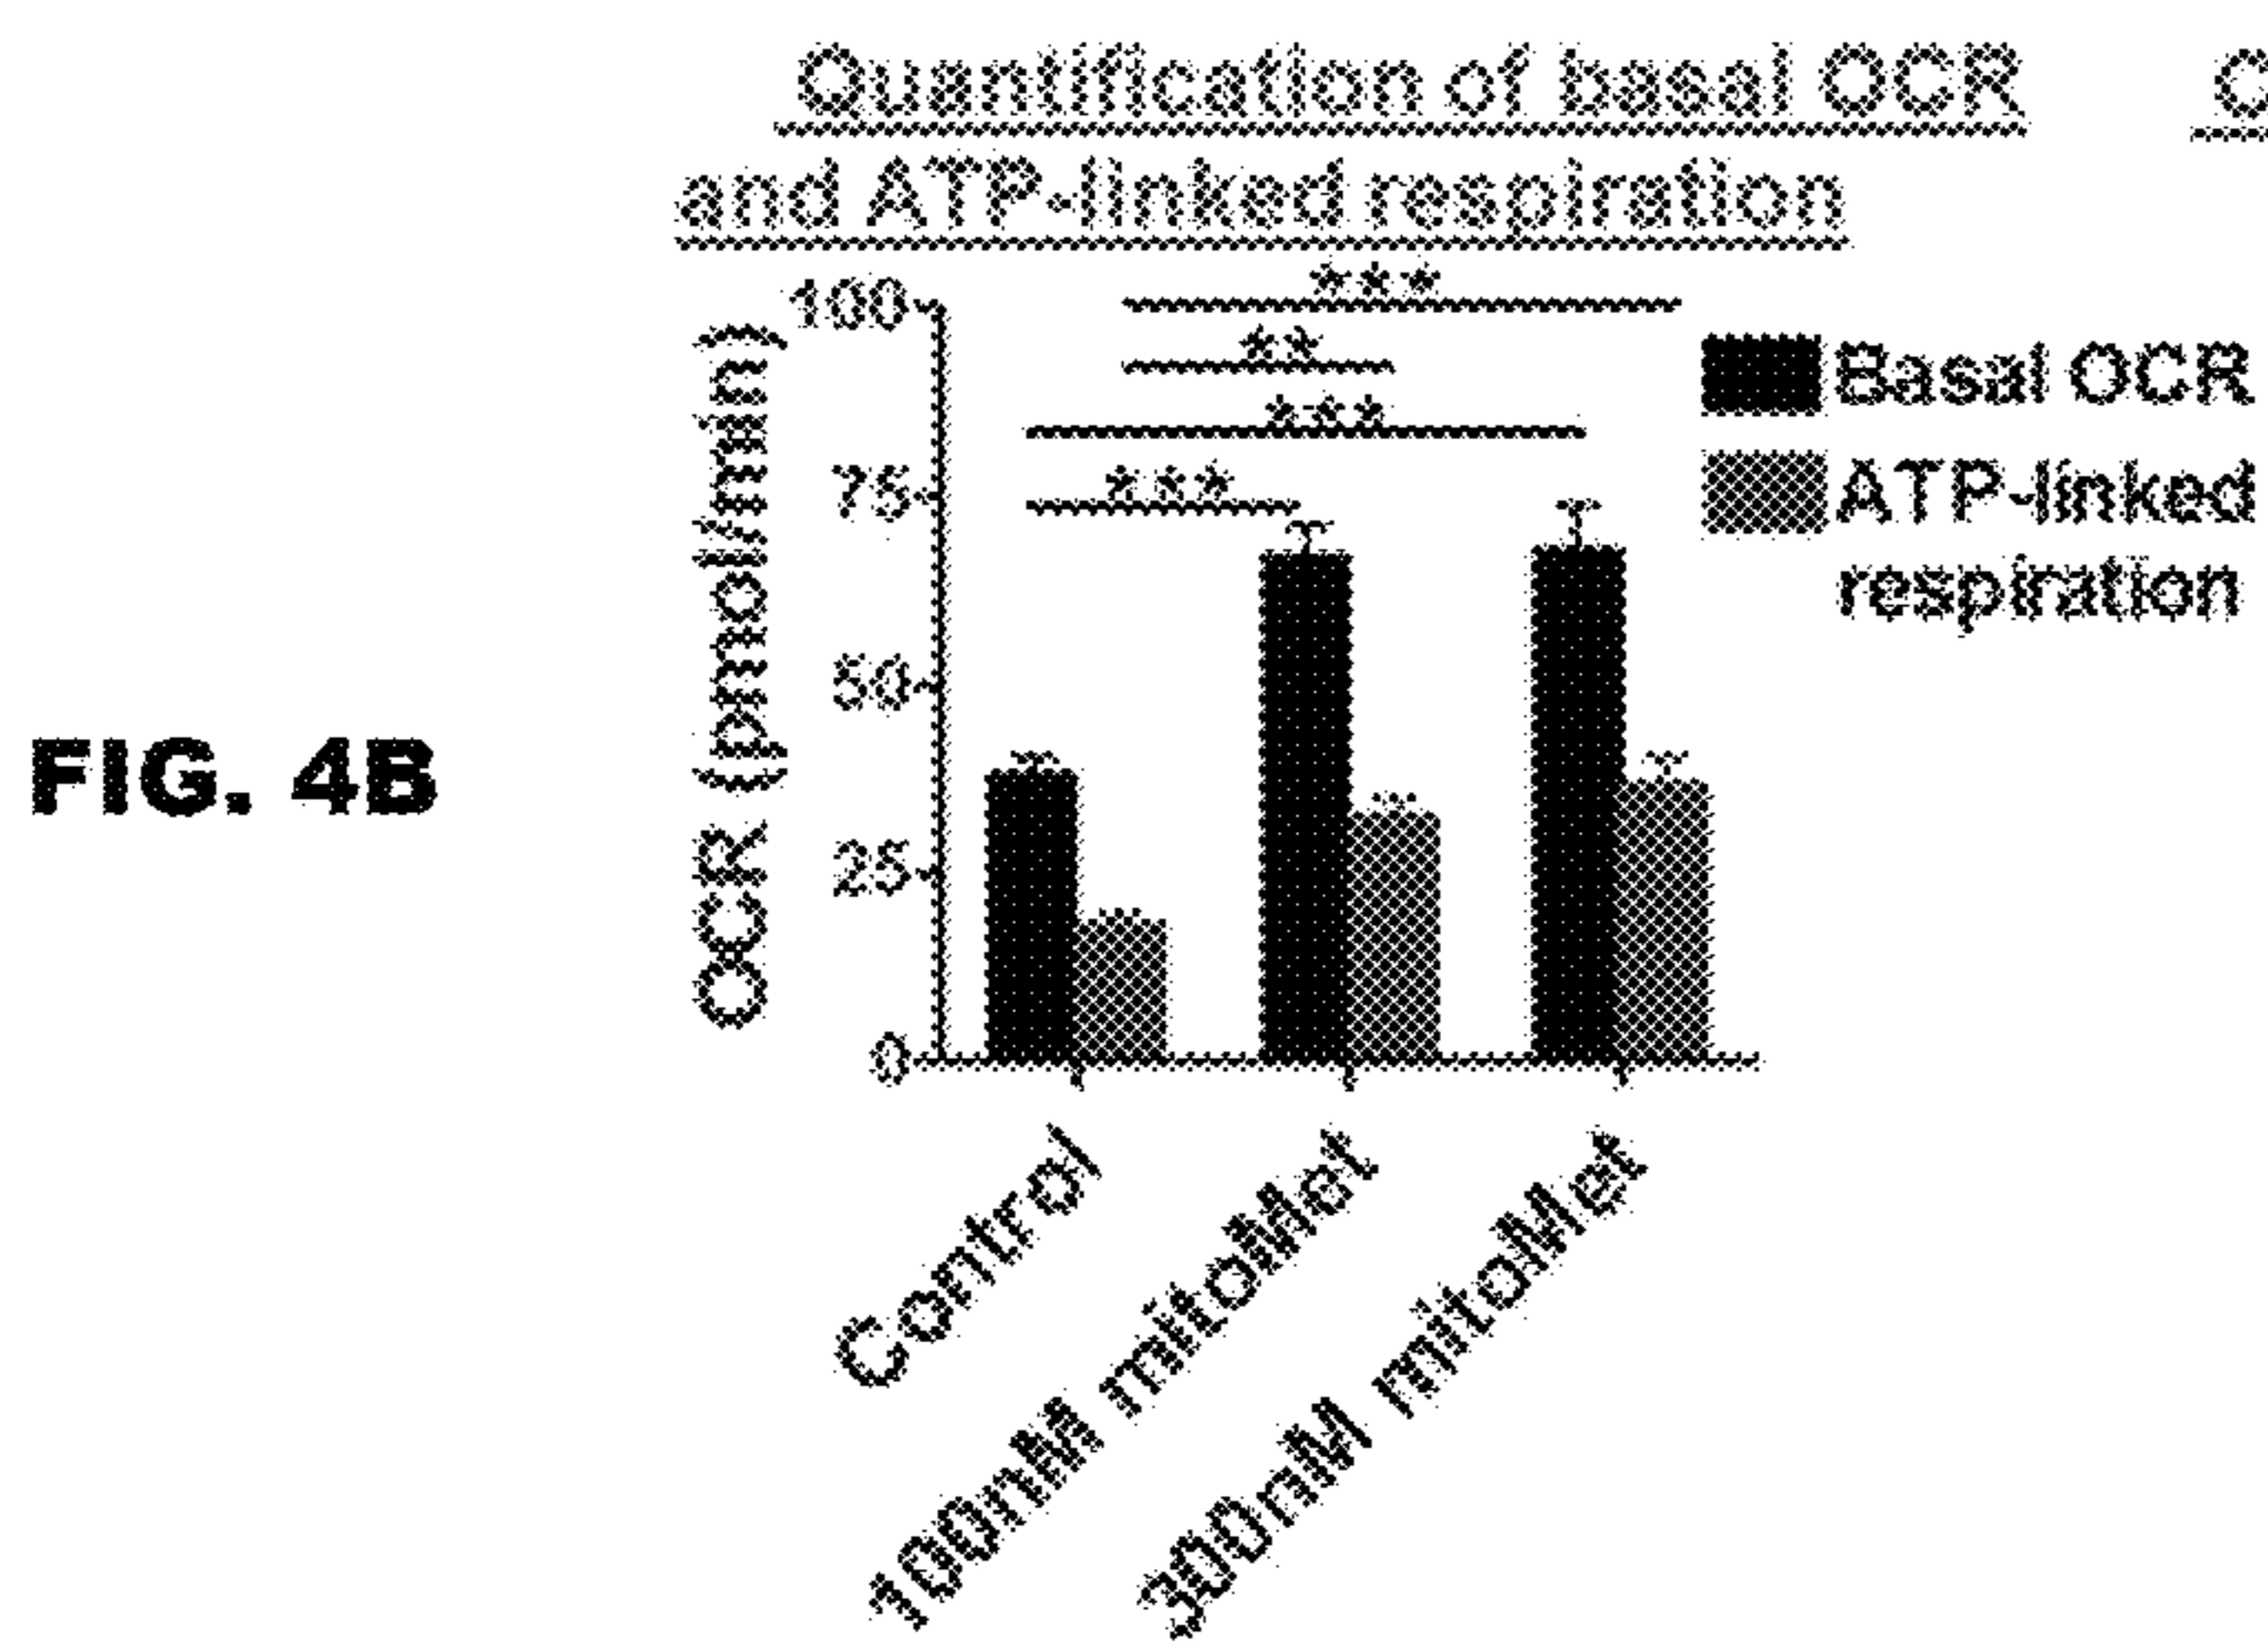 Quantification of basal OCR C
and ATP-linked respiration
***
100
**
Basal OCR
***
75
***
ATP-linked
respiration
OCR (pmol/min)
50
FIG. 4B
25
0
Control
100nM mitoMet
300nM mitoMet